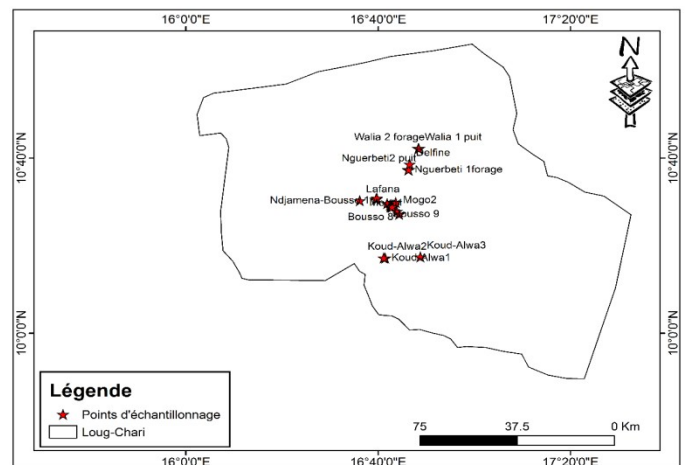 16°0'0"E 16°40'0"E 17°20'0"E
N
Walia 2 forage Walia 1 puit
Delfine
10°40'0"N 10°40'0"N
Nguerbeti2 puit
Nguerbeti 1forage
Lafana
Ndjamena-Bousso 1 Mogo2
Bousso 8 Bousso 9
Koud-Alwa2 Koud-Alwa3
Koud-Alwa1
10°0'0"N 10°0'0"N
Légende
Points d'échantillonnage
Loug-Chari
75 37.5 0 Km
16°0'0"E 16°40'0"E 17°20'0"E